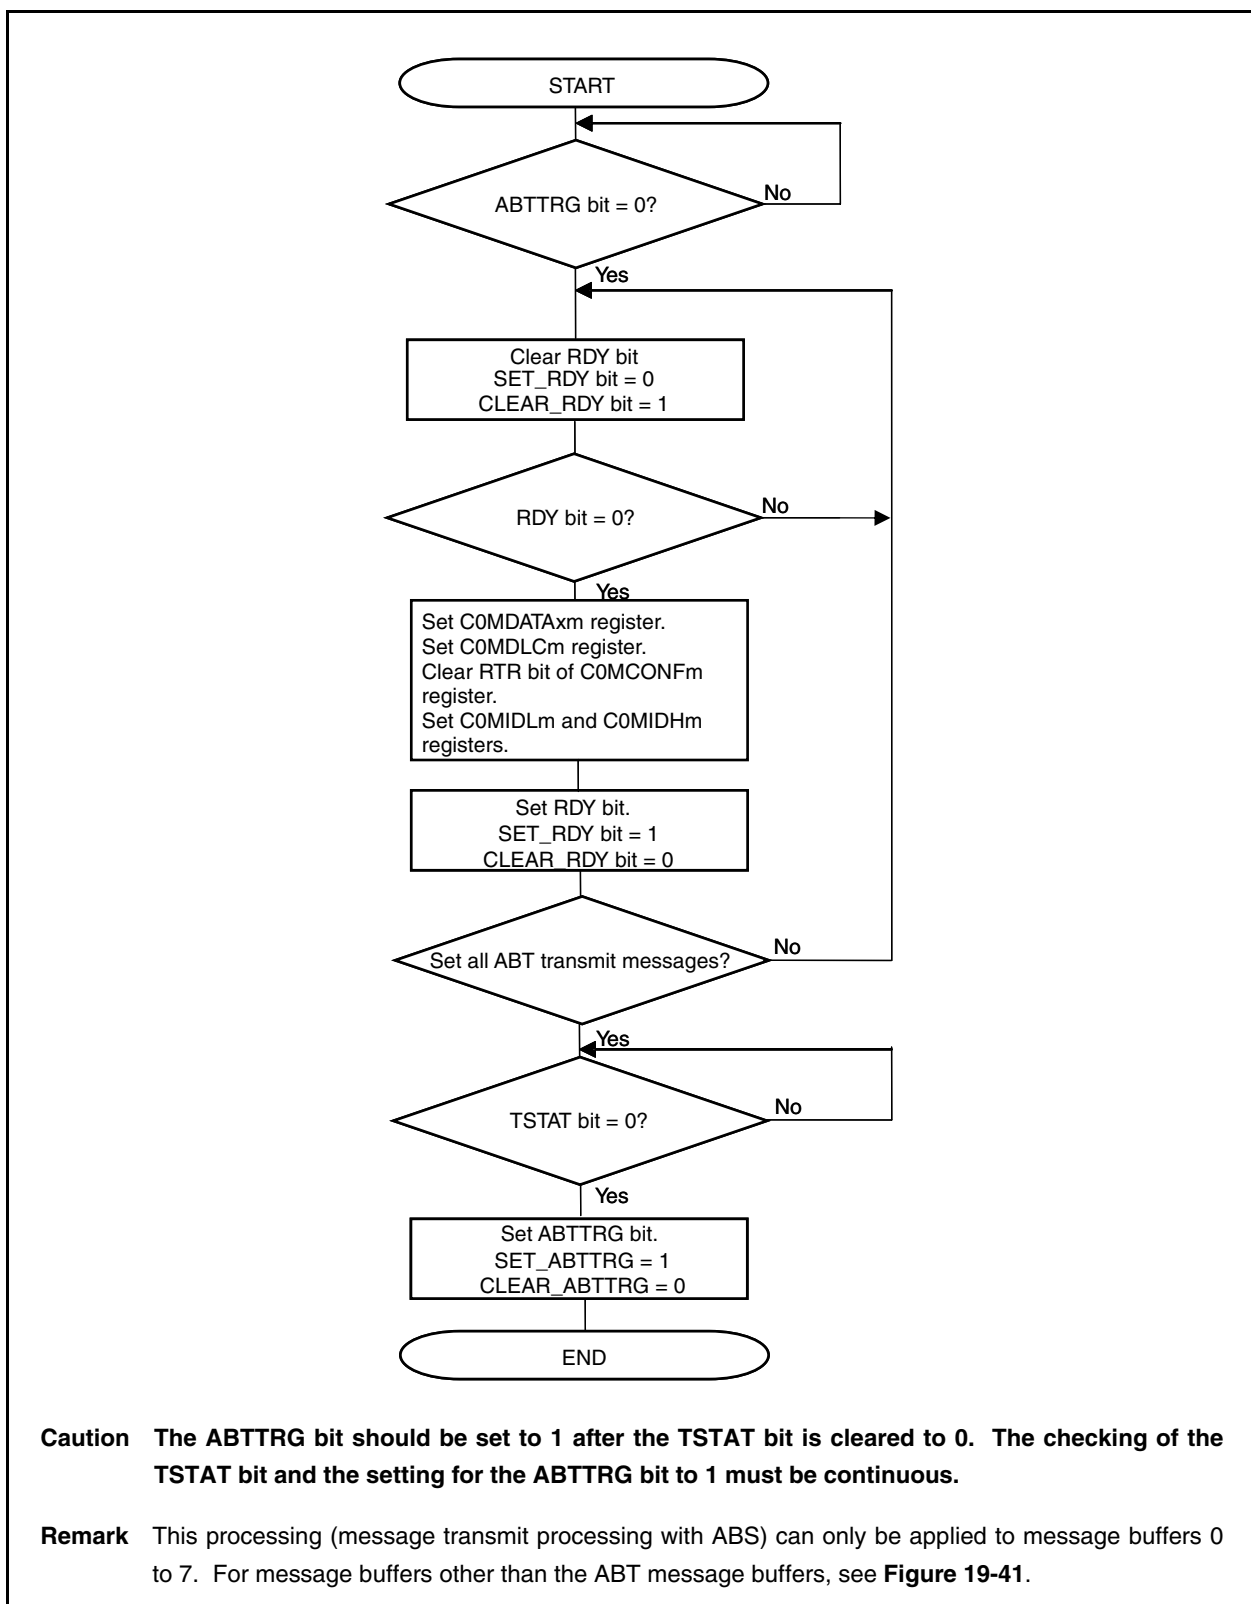 START
No
ABTTRG bit = 0?
Yes
Clear RDY bit
SET_RDY bit = 0
CLEAR_RDY bit = 1
No
RDY bit = 0?
Yes
Set C0MDATAxm register.
Set C0MDLCm register.
Clear RTR bit of C0MCONFm
register.
Set C0MIDLm and C0MIDHm
registers.
Set RDY bit.
SET_RDY bit = 1
CLEAR_RDY bit = 0
No
Set all ABT transmit messages?
Yes
No
TSTAT bit = 0?
Yes
Set ABTTRG bit.
SET_ABTTRG = 1
CLEAR_ABTTRG = 0
END
Caution The ABTTRG bit should be set to 1 after the TSTAT bit is cleared to 0. The checking of the
TSTAT bit and the setting for the ABTTRG bit to 1 must be continuous.
Remark This processing (message transmit processing with ABS) can only be applied to message buffers 0
to 7. For message buffers other than the ABT message buffers, see Figure 19-41.